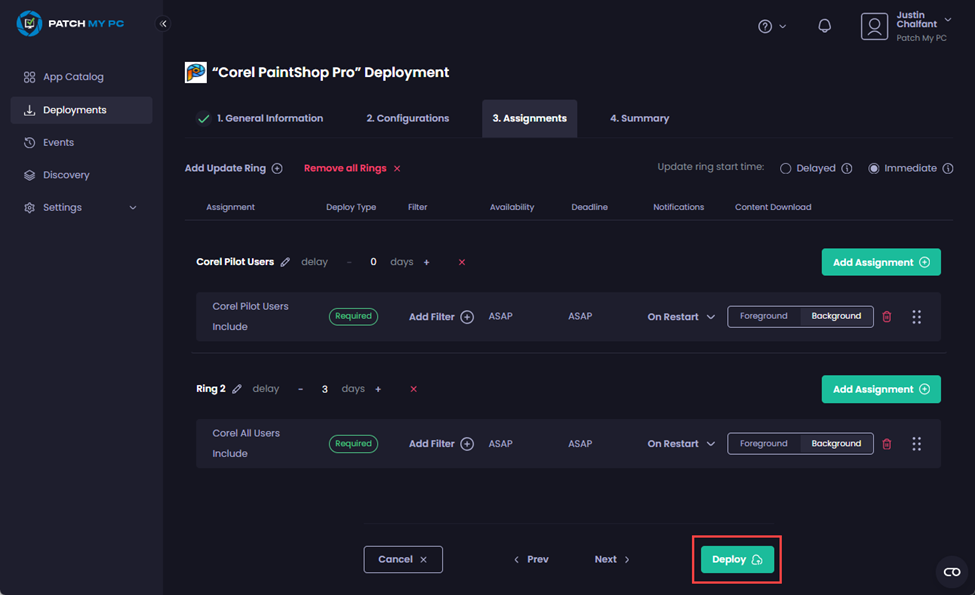 PATCH MY PC
Justin
Chalfant
Patch My PC
App Catalog
Deployments
Events
Discovery
Settings
“Corel PaintShop Pro” Deployment
1. General Information 2. Configurations 3. Assignments 4. Summary
Add Update Ring Remove all Rings × Update ring start time: Delayed Immediate
Assignment Deploy Type Filter Availability Deadline Notifications Content Download
Corel Pilot Users delay - 0 days + × Add Assignment
Corel Pilot Users
Include
Required Add Filter ASAP ASAP On Restart Foreground Background
Ring 2 delay - 3 days + × Add Assignment
Corel All Users
Include
Required Add Filter ASAP ASAP On Restart Foreground Background
Cancel × Prev Next Deploy